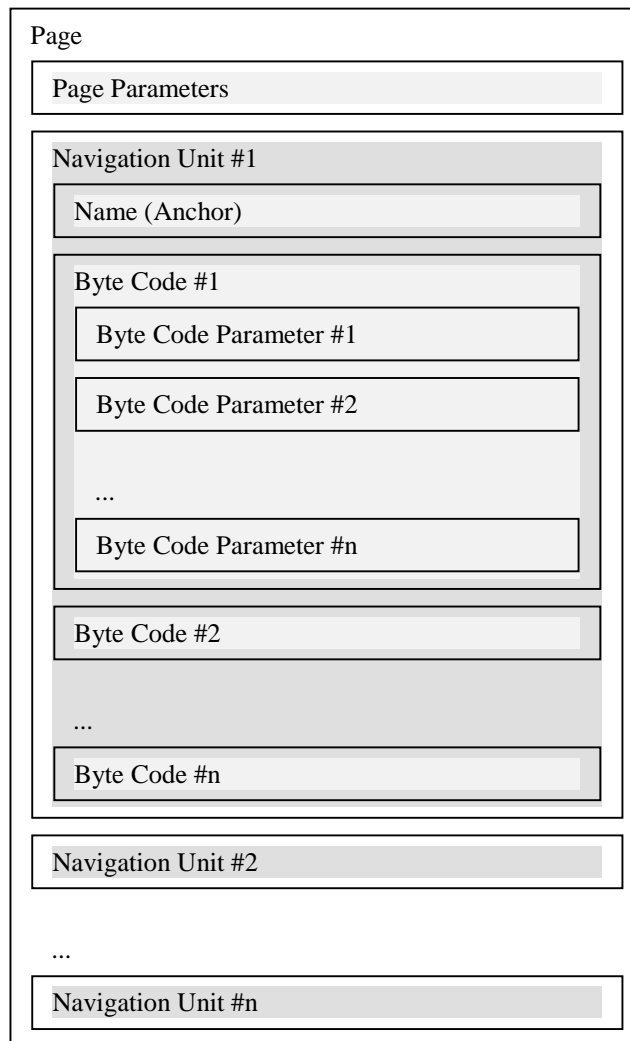 Page
Page Parameters
Navigation Unit #1
Name (Anchor)
Byte Code #1
Byte Code Parameter #1
Byte Code Parameter #2
...
Byte Code Parameter #n
Byte Code #2
...
Byte Code #n
Navigation Unit #2
...
Navigation Unit #n